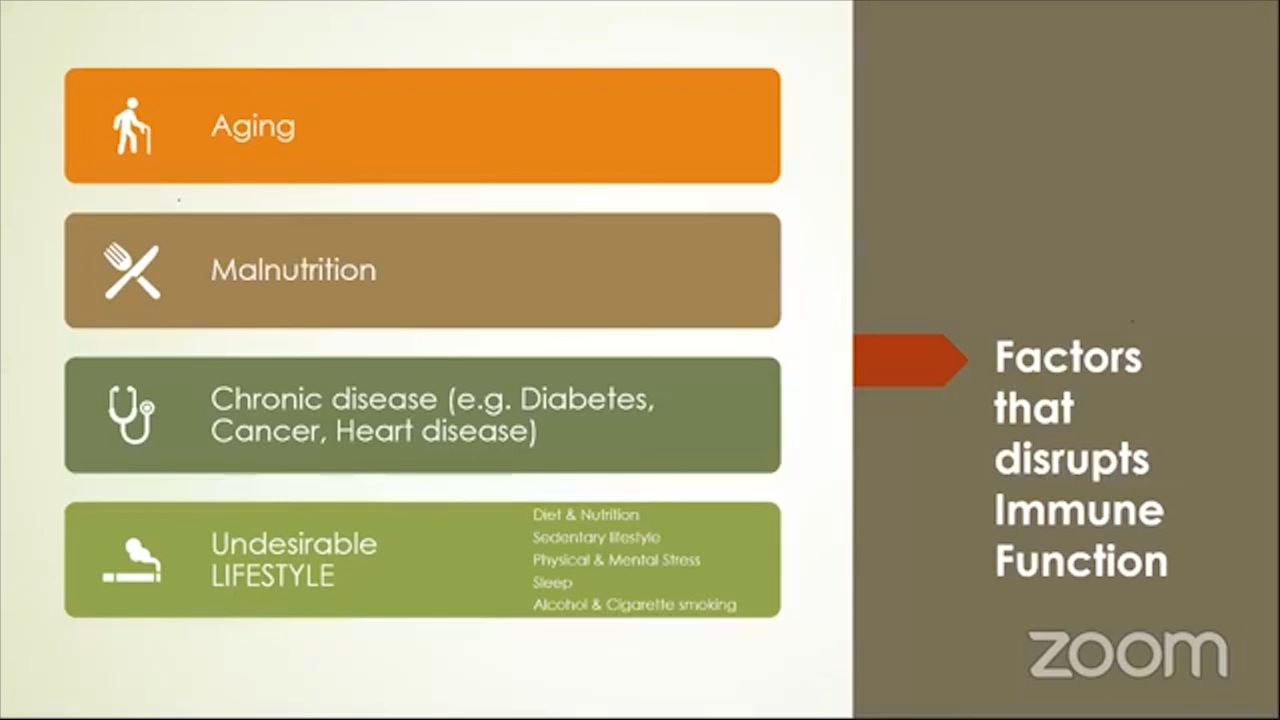 Aging
Malnutrition
Chronic disease (e.g. Diabetes,
Cancer, Heart disease)
Undesirable
LIFESTYLE
Diet & Nutrition
Sedentary lifestyle
Physical & Mental Stress
Sleep
Alcohol & Cigarette smoking
Factors
that
disrupts
Immune
Function
zoom